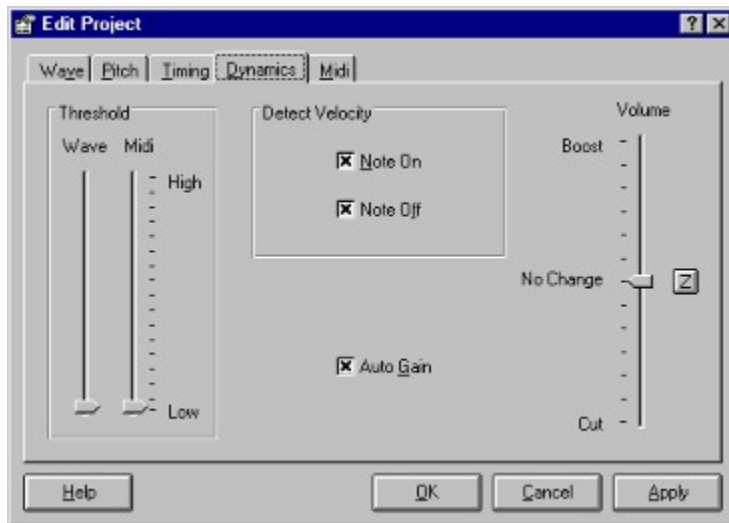 Edit Project
Wave Pitch Timing Dynamics Midi
Threshold
Wave Midi
High
Low
Detect Velocity
Note On
Note Off
Auto Gain
Volume
Boost
No Change
Z
Cut
Help OK Cancel Apply